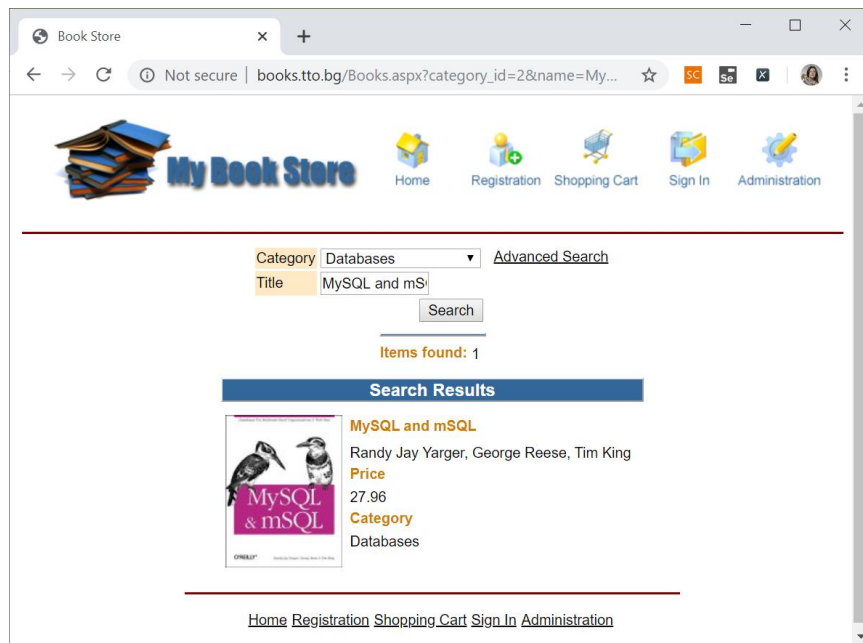 Book Store
Not secure | books.tto.bg/Books.aspx?category_id=2&name=My...
SC
Se
X
My Book Store
Home
Registration
Shopping Cart
Sign In
Administration
Category Databases Advanced Search
Title MySQL and mS
Search
Items found: 1
Search Results
MySQL and mSQL
Randy Jay Yarger, George Reese, Tim King
Price
27.96
Category
Databases
MySQL
& mSQL
O'REILLY
Home Registration Shopping Cart Sign In Administration